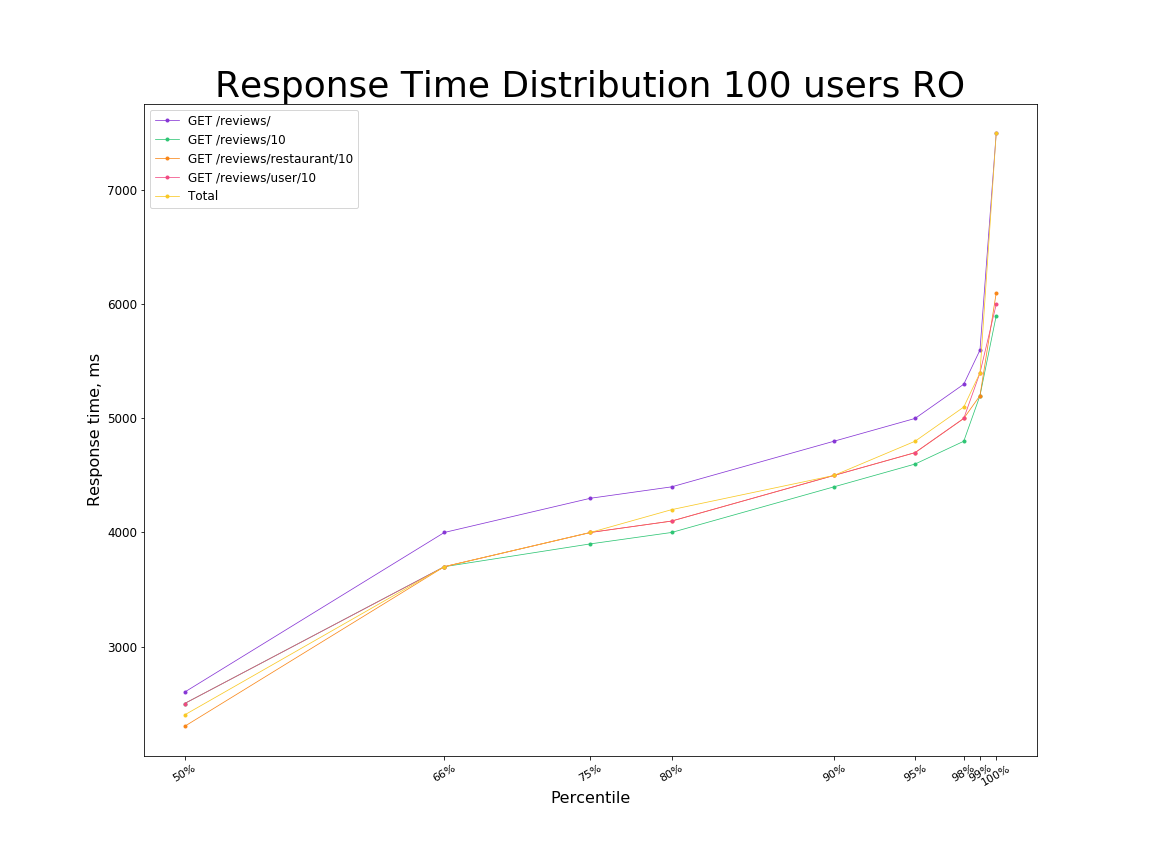 Response Time Distribution 100 users RO
GET /reviews/
GET /reviews/10
GET /reviews/restaurant/10
GET /reviews/user/10
Total
7000
6000
5000
4000
3000
Response time, ms
50%
66%
75%
80%
90%
95%
98%
99%
100%
Percentile